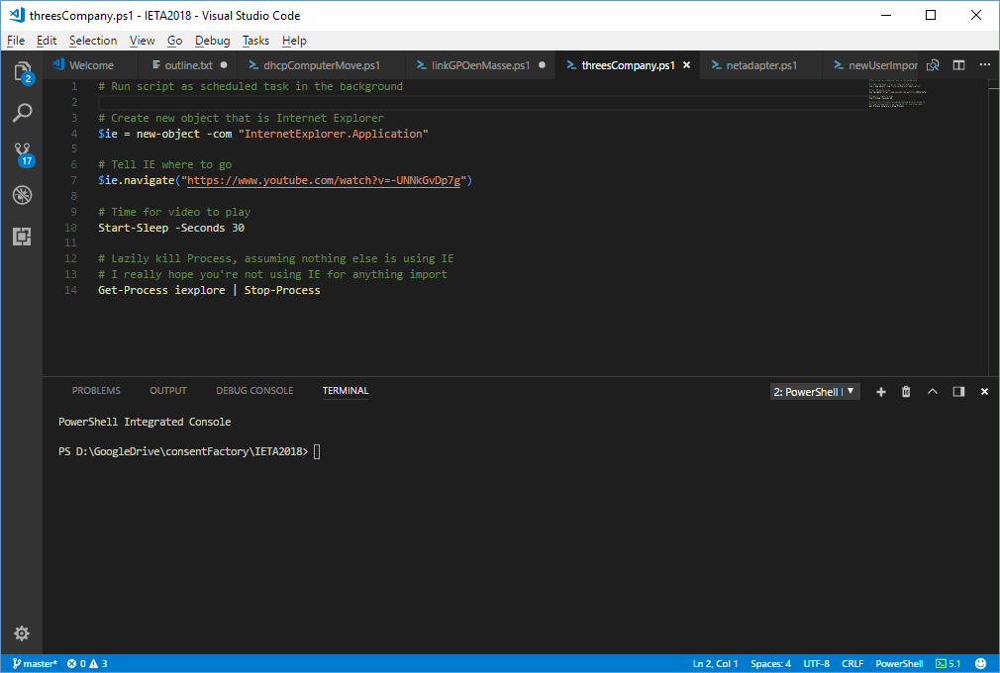 threesCompany.ps1 - IETA2018 - Visual Studio Code
File Edit Selection View Go Debug Tasks Help
2
17
Welcome outline.txt dhcpComputerMove.ps1 linkGPOenMasse.ps1 threesCompany.ps1 netadapter.ps1 newUserImpor
1 # Run script as scheduled task in the background
2
3 # Create new object that is Internet Explorer
4 $ie = new-object -com "InternetExplorer.Application"
5
6 # Tell IE where to go
7 $ie.navigate("https://www.youtube.com/watch?v=-UNNkGvDp7g")
8
9 # Time for video to play
10 Start-Sleep -Seconds 30
11
12 # Lazily kill Process, assuming nothing else is using IE
13 # I really hope you're not using IE for anything import
14 Get-Process iexplore | Stop-Process
PROBLEMS OUTPUT DEBUG CONSOLE TERMINAL 2: PowerShell I
PowerShell Integrated Console
PS D:\GoogleDrive\consentFactory\IETA2018>
master* 0 3 Ln 2, Col 1 Spaces: 4 UTF-8 CRLF PowerShell 5.1